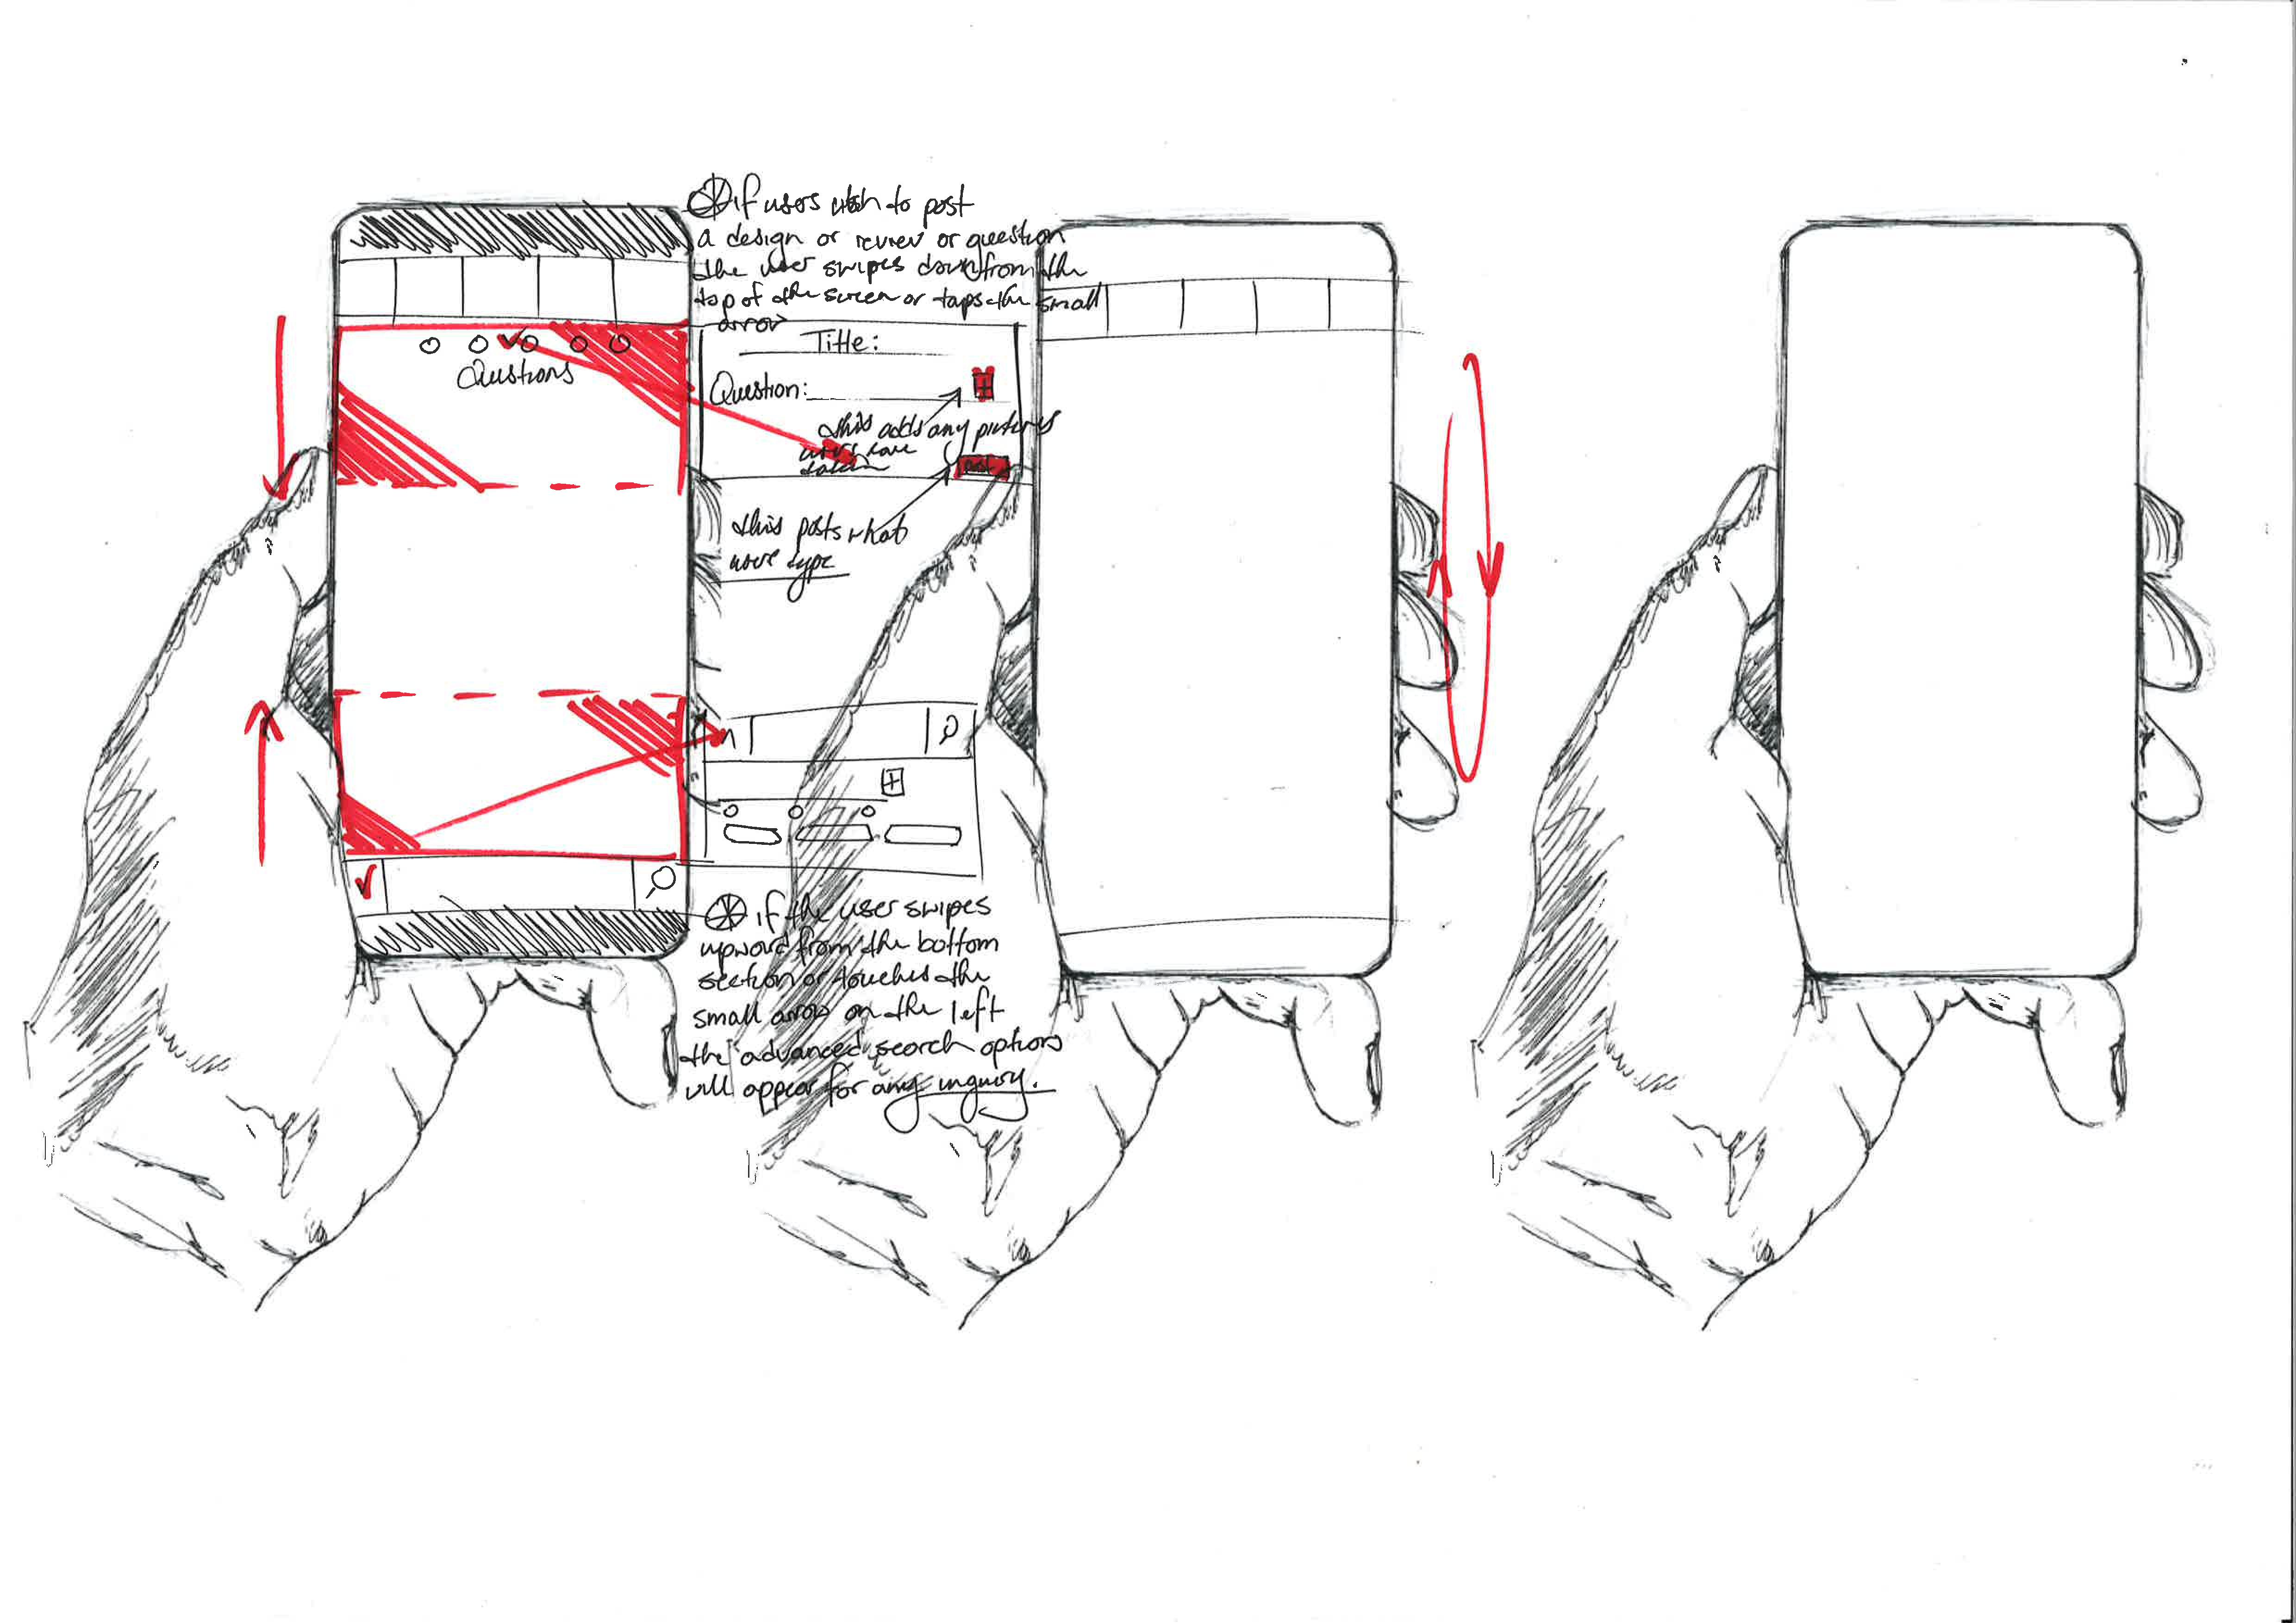 if users wish to post
a design or review or question
the user swipes down from the
top of the screen or taps the small
arrow
Title:
Questions
Question:
this adds any pictures
users have
taken
post
this posts what
users type
if the user swipes
upward from the bottom
section or touches the
small arrow on the left
the advanced search options
will appear for any inquiry.